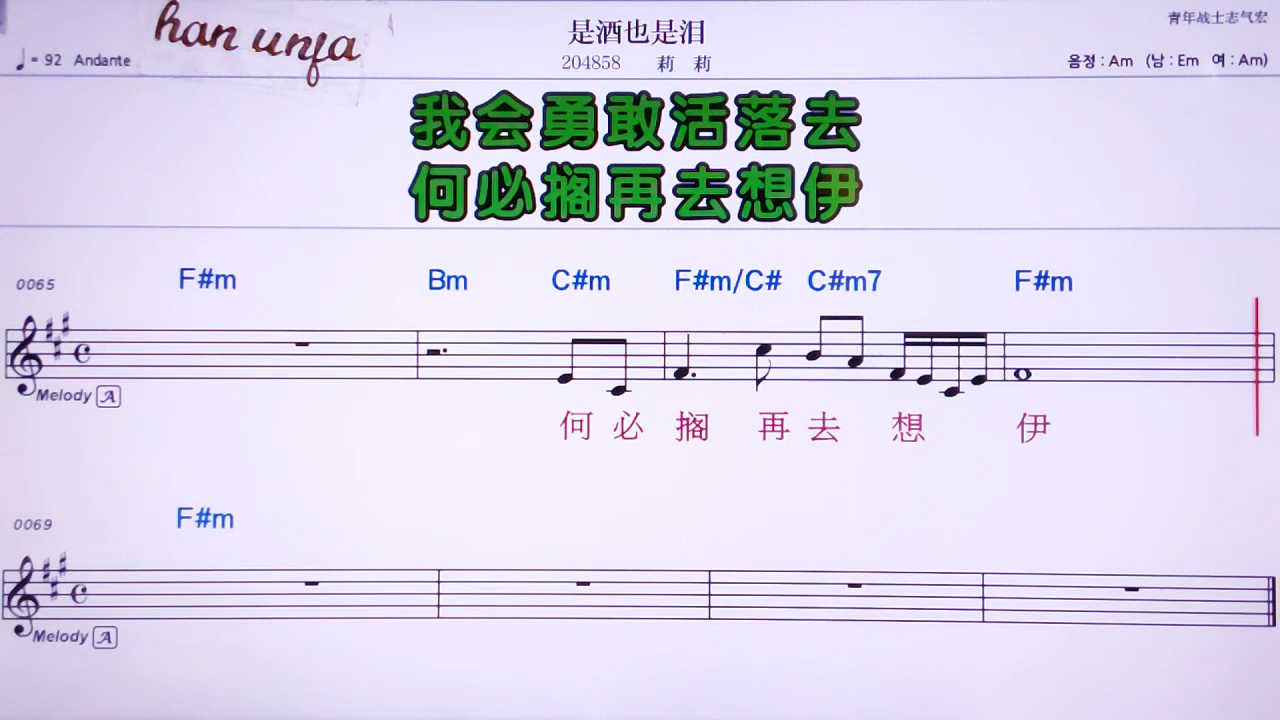 han unfa
是酒也是泪
青年战士志气宏
♩= 92 Andante
204858 莉 莉
음정 : Am (남 : Em 여 : Am)
我会勇敢活落去
何必搁再去想伊
0065 F#m Bm C#m F#m/C# C#m7 F#m
Melody A
何 必 搁 再 去 想 伊
0069 F#m
Melody A